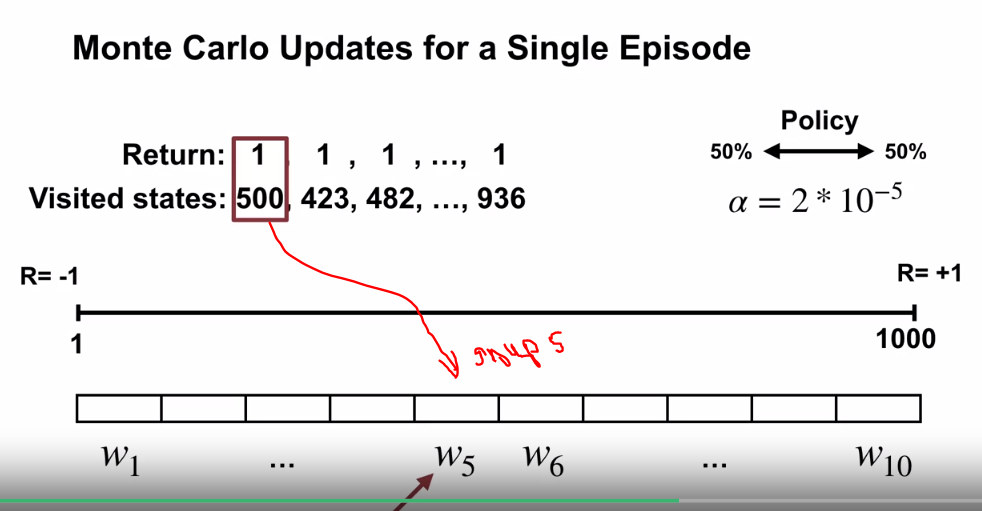 Monte Carlo Updates for a Single Episode
Policy
50% 50%
Return: 1 , 1 , 1 , ..., 1
Visited states: 500, 423, 482, ..., 936
α = 2 * 10⁻⁵
R= -1
R= +1
1
1000
group 5
w₁ ... w₅ w₆ ... w₁₀